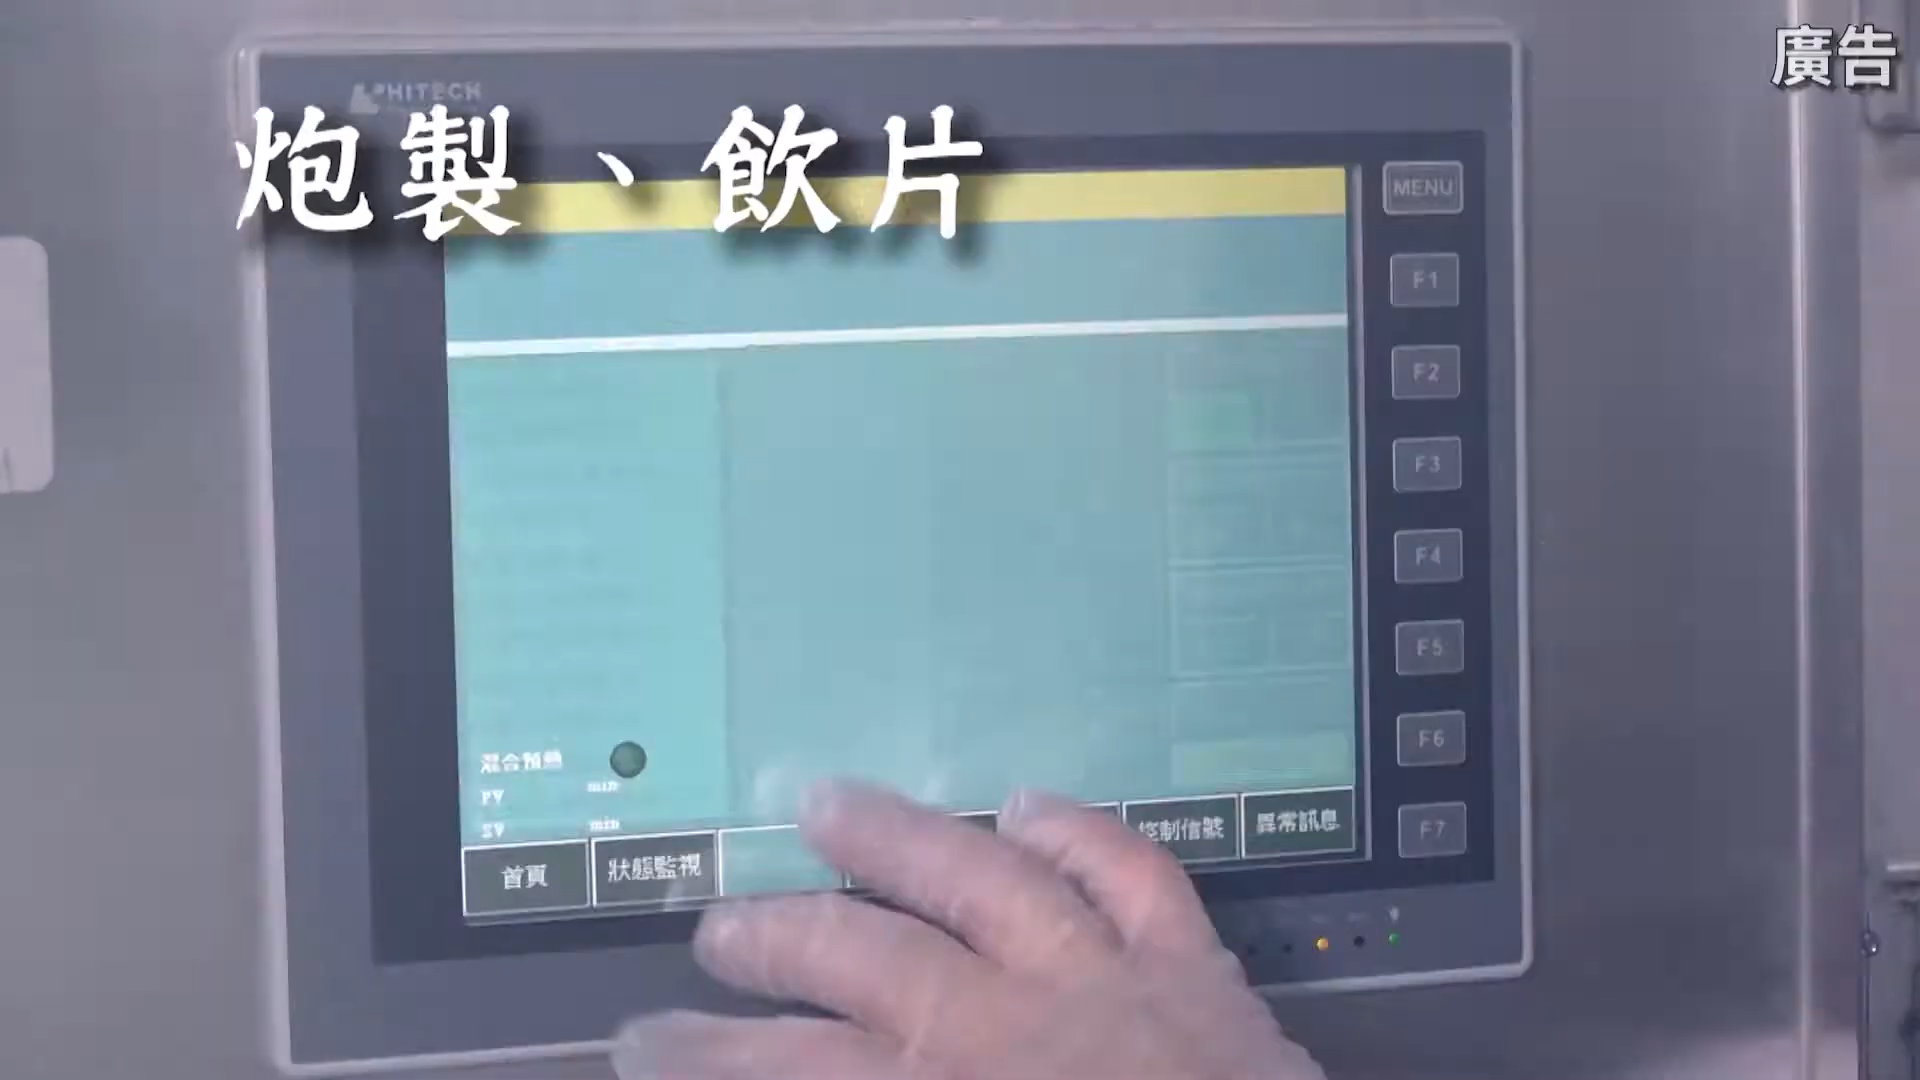 廣告
HITECH
炮製、飲片
MENU
F1
F2
F3
F4
F5
F6
F7
混合預熱
PV min
SV min
首頁
狀態監視
控制信號
異常訊息